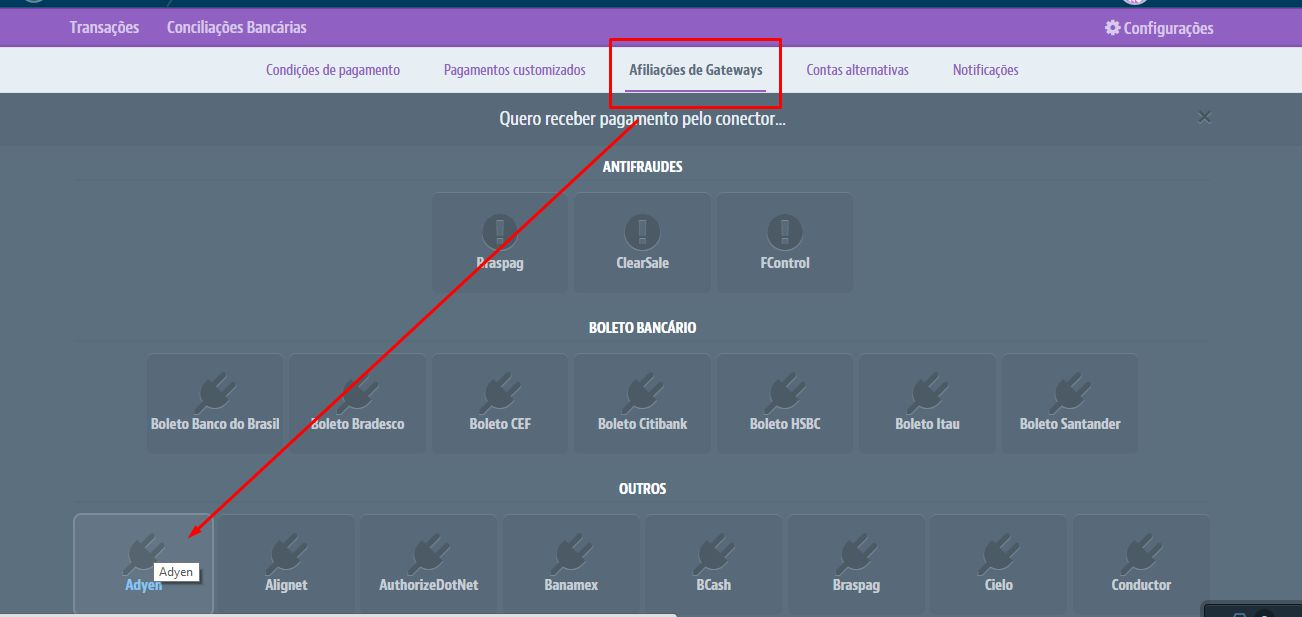 Transações
Conciliações Bancárias
Configurações
Condições de pagamento
Pagamentos customizados
Afiliações de Gateways
Contas alternativas
Notificações
Quero receber pagamento pelo conector...
ANTIFRAUDES
Braspag
ClearSale
FControl
BOLETO BANCÁRIO
Boleto Banco do Brasil
Boleto Bradesco
Boleto CEF
Boleto Citibank
Boleto HSBC
Boleto Itau
Boleto Santander
OUTROS
Adyen
Adyen
Alignet
AuthorizeDotNet
Banamex
BCash
Braspag
Cielo
Conductor